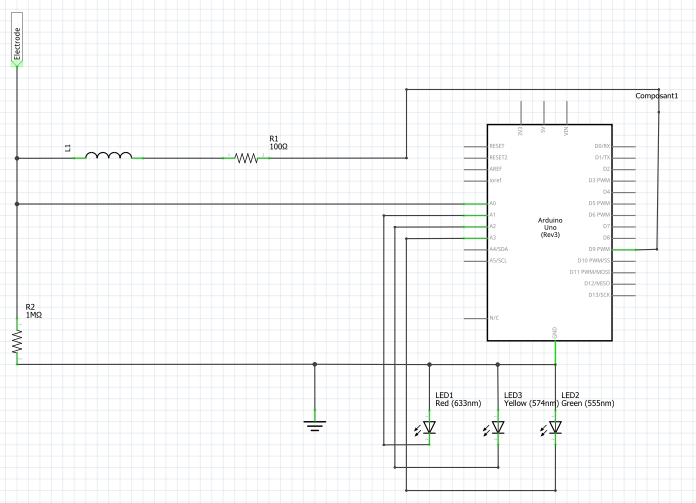 Electrode
L1
R1
100Ω
R2
1MΩ
Composant1
3V3
5V
VIN
RESET
RESET2
AREF
ioref
A0
A1
A2
A3
A4/SDA
A5/SCL
N/C
Arduino
Uno
(Rev3)
D0/RX
D1/TX
D2
D3 PWM
D4
D5 PWM
D6 PWM
D7
D8
D9 PWM
D10 PWM/SS
D11 PWM/MOSI
D12/MISO
D13/SCK
GND
LED1
Red (633nm)
LED3
Yellow (574nm)
LED2
Green (555nm)